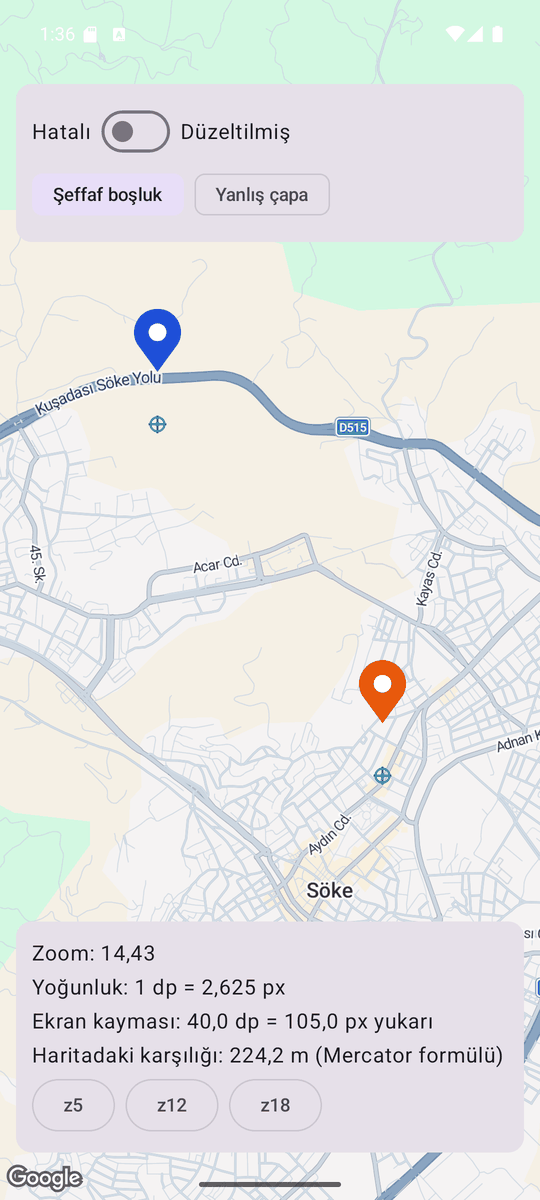 1:36
Hatalı Düzeltilmiş
Şeffaf boşluk Yanlış çapa
Kuşadası Söke Yolu
D515
45. Sk.
Acar Cd.
Kayas Cd.
Adnan K
Aydın Cd.
Söke
sı C
Zoom: 14,43
Yoğunluk: 1 dp = 2,625 px
Ekran kayması: 40,0 dp = 105,0 px yukarı
Haritadaki karşılığı: 224,2 m (Mercator formülü)
z5 z12 z18
Google